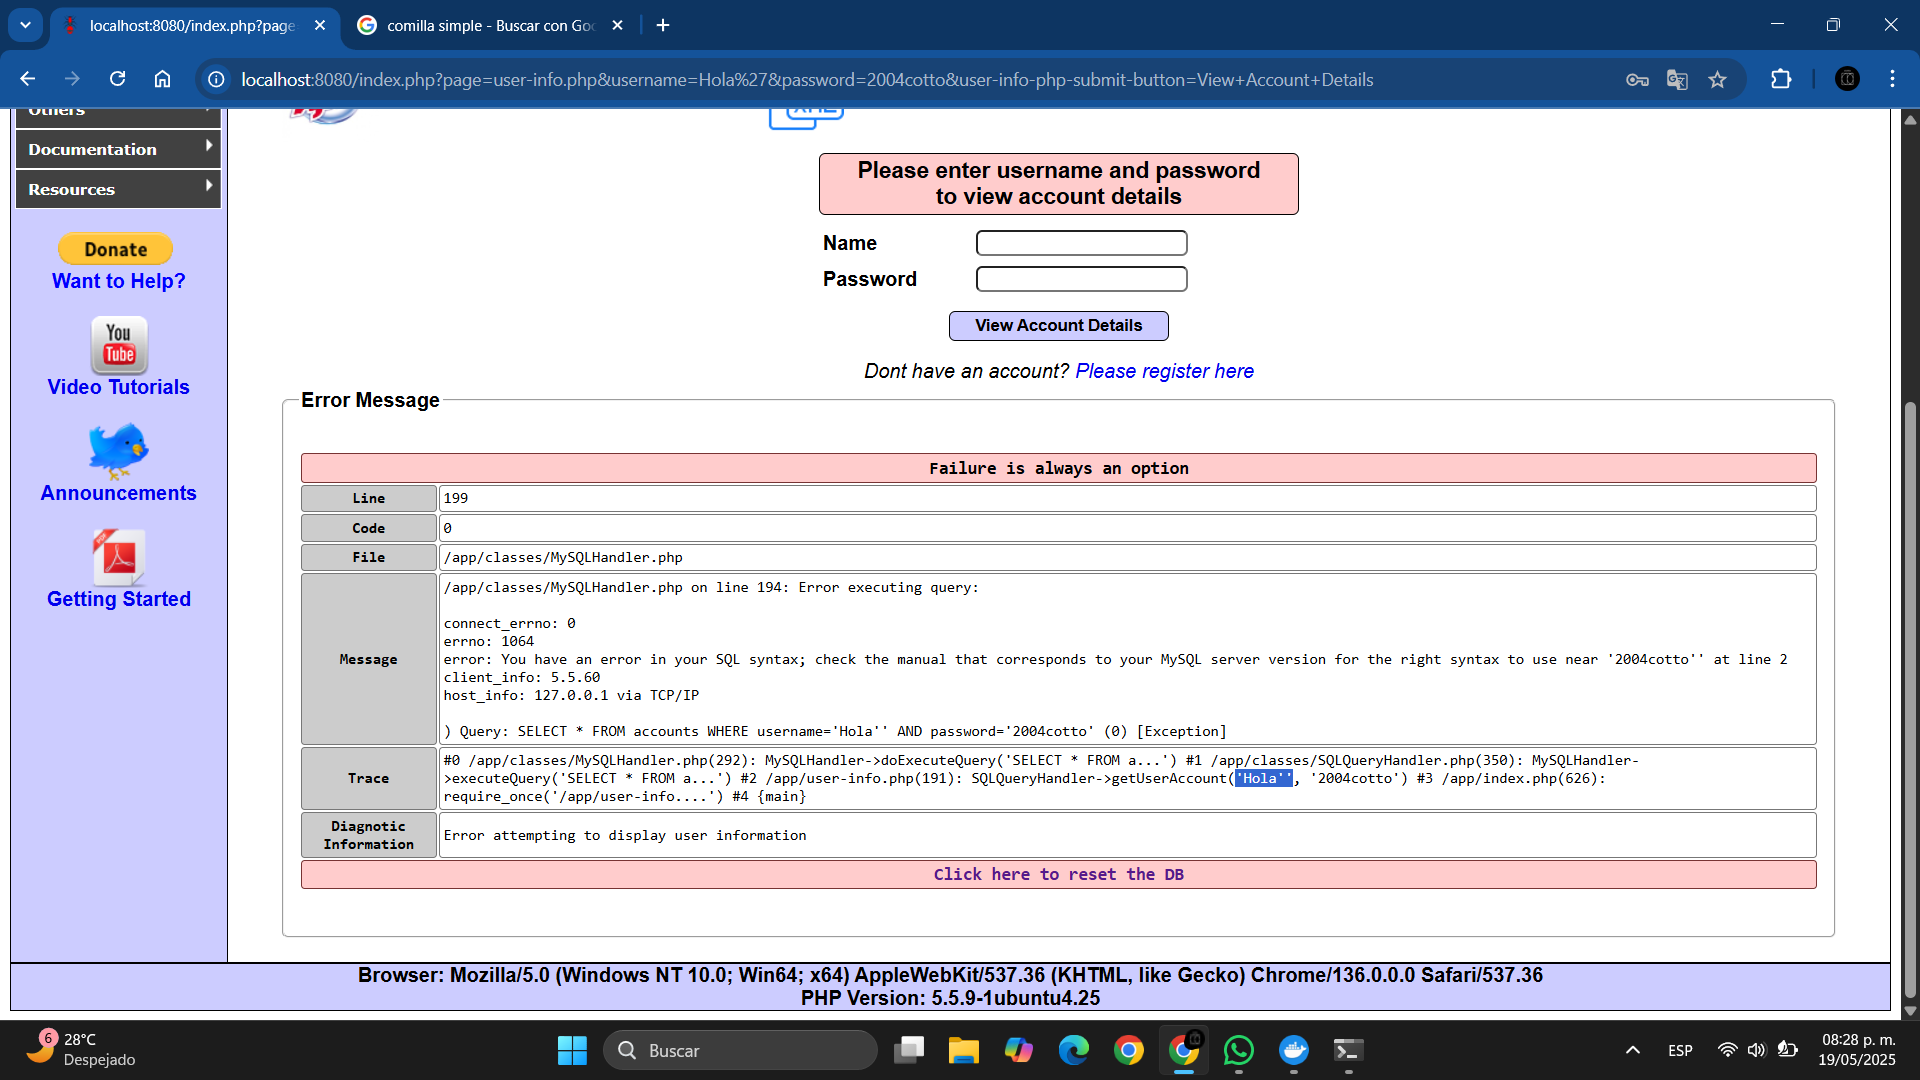 localhost:8080/index.php?page
comilla simple - Buscar con Goo
localhost:8080/index.php?page=user-info.php&username=Hola%27&password=2004cotto&user-info-php-submit-button=View+Account+Details
Others
Documentation
Resources
Donate
Want to Help?
You
Tube
Video Tutorials
Announcements
PDF
Getting Started
XML
Please enter username and password
to view account details
Name
Password
View Account Details
Dont have an account? Please register here
Error Message
Failure is always an option
Line 199
Code 0
File /app/classes/MySQLHandler.php
Message
/app/classes/MySQLHandler.php on line 194: Error executing query:
connect_errno: 0
errno: 1064
error: You have an error in your SQL syntax; check the manual that corresponds to your MySQL server version for the right syntax to use near '2004cotto'' at line 2
client_info: 5.5.60
host_info: 127.0.0.1 via TCP/IP
) Query: SELECT * FROM accounts WHERE username='Hola'' AND password='2004cotto' (0) [Exception]
Trace
#0 /app/classes/MySQLHandler.php(292): MySQLHandler->doExecuteQuery('SELECT * FROM a...') #1 /app/classes/SQLQueryHandler.php(350): MySQLHandler-
>executeQuery('SELECT * FROM a...') #2 /app/user-info.php(191): SQLQueryHandler->getUserAccount('Hola'', '2004cotto') #3 /app/index.php(626):
require_once('/app/user-info....') #4 {main}
Diagnostic
Information
Error attempting to display user information
Click here to reset the DB
Browser: Mozilla/5.0 (Windows NT 10.0; Win64; x64) AppleWebKit/537.36 (KHTML, like Gecko) Chrome/136.0.0.0 Safari/537.36
PHP Version: 5.5.9-1ubuntu4.25
6
28°C
Despejado
Buscar
ESP
08:28 p. m.
19/05/2025